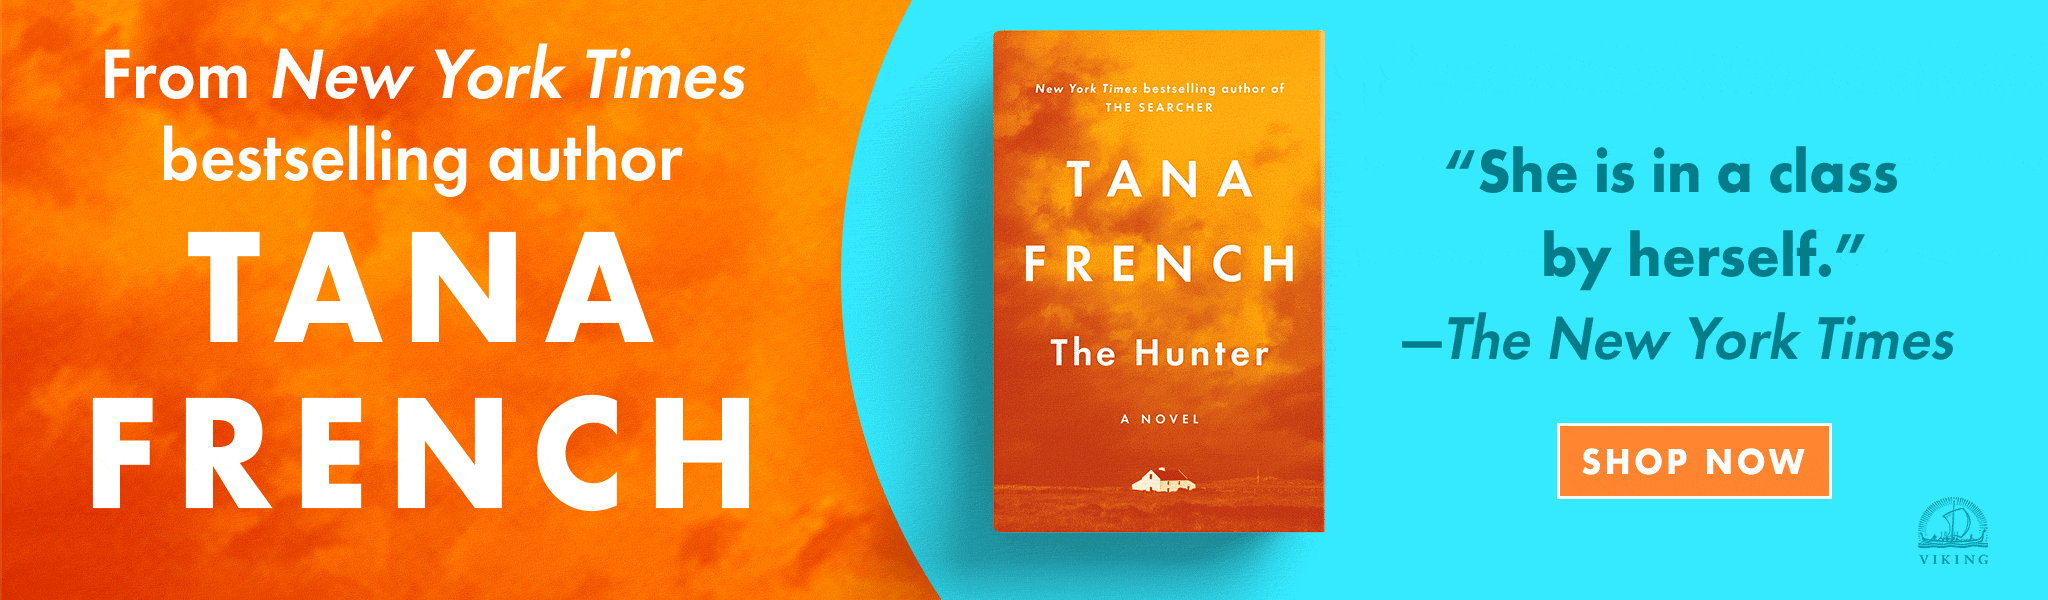 From New York Times
bestselling author
TANA
FRENCH
New York Times bestselling author of
THE SEARCHER
TANA
FRENCH
The Hunter
A NOVEL
“She is in a class
by herself.”
—The New York Times
SHOP NOW
VIKING